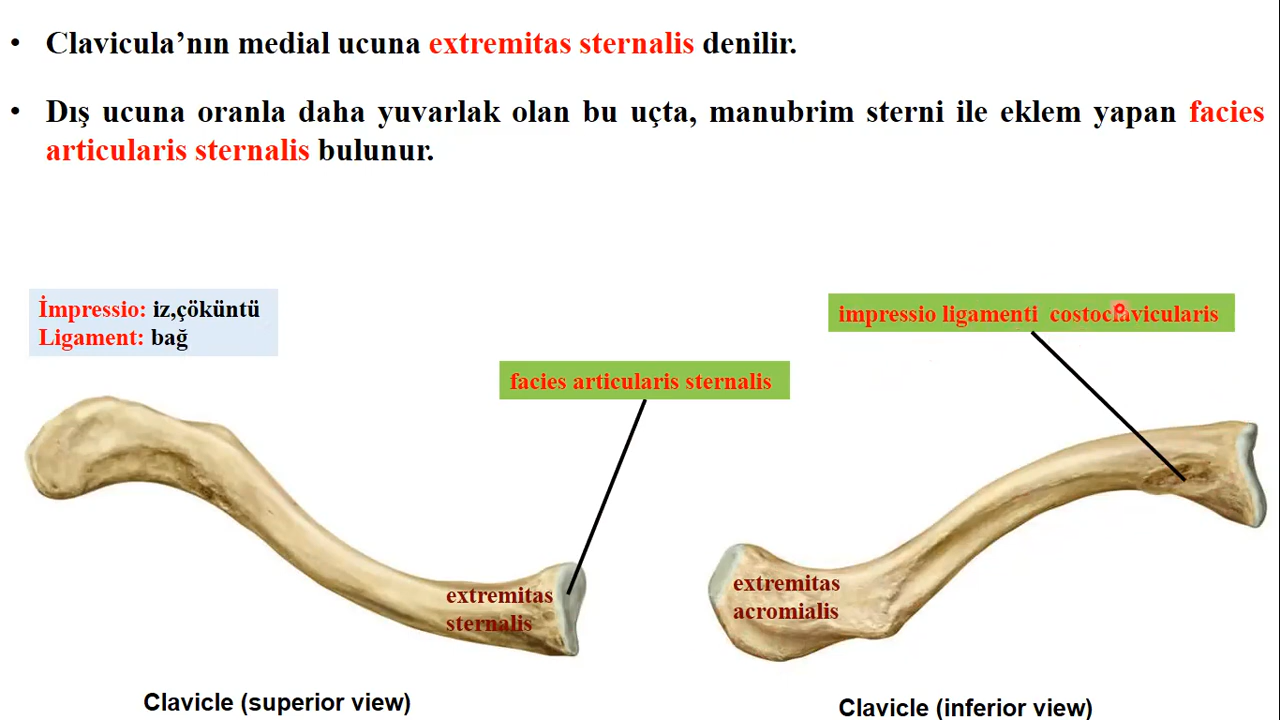 • Clavicula’nın medial ucuna extremitas sternalis denilir.
• Dış ucuna oranla daha yuvarlak olan bu uçta, manubrim sterni ile eklem yapan facies
articularis sternalis bulunur.
İmpressio: iz,çöküntü
Ligament: bağ
impressio ligamenti costoclavicularis
facies articularis sternalis
extremitas
sternalis
extremitas
acromialis
Clavicle (superior view)
Clavicle (inferior view)